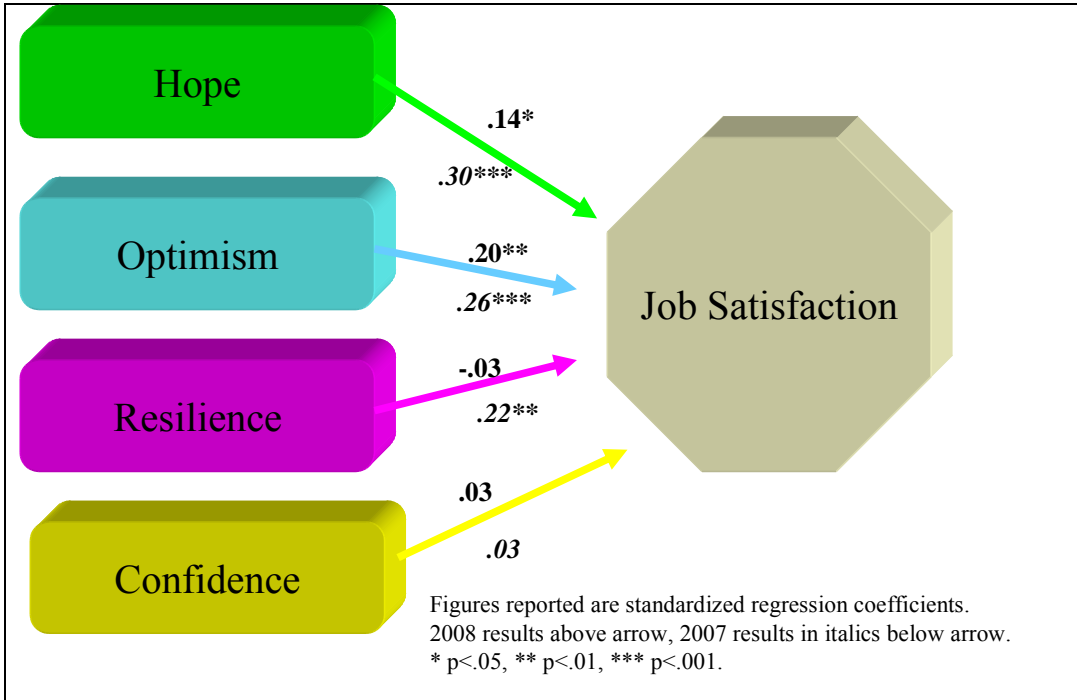 Hope
.14*
.30***
Optimism
.20**
.26***
Job Satisfaction
Resilience
-.03
.22**
Confidence
.03
.03
Figures reported are standardized regression coefficients.
2008 results above arrow, 2007 results in italics below arrow.
* p<.05, ** p<.01, *** p<.001.